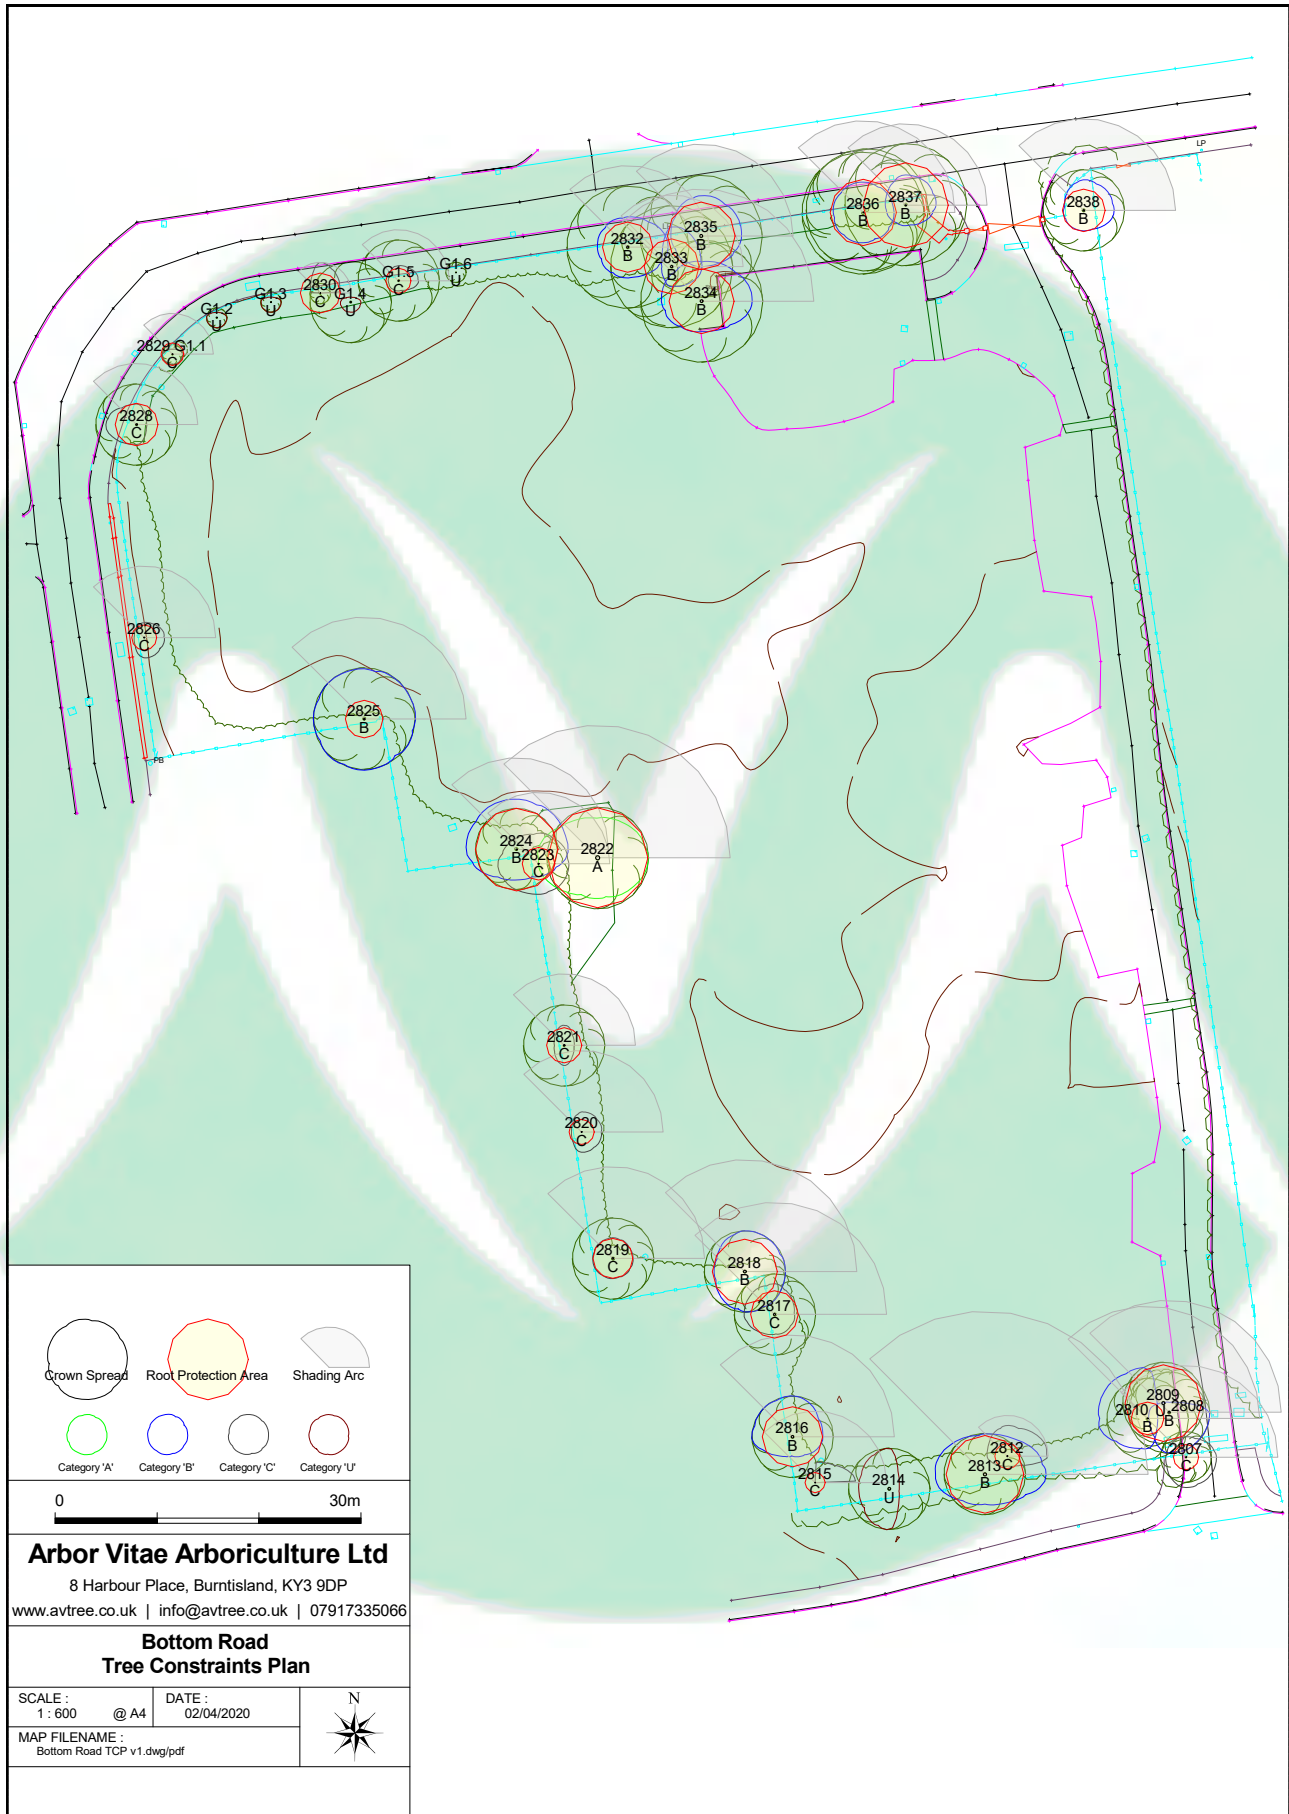 LP
2838
B
2837
B
2836
B
2835
B
2832
B
2833
B
2834
B
G1.6
U
G1.5
C
2830
C
G1.4
U
G1.3
U
G1.2
U
2829 G1.1
C
2828
C
2826
C
2825
B
PB
2824
B
2823
C
2822
A
2821
C
2820
C
2819
C
2818
B
2817
C
2816
B
2815
C
2814
U
2812
C
2813
B
2809
U
2810
B
2808
B
2807
C
Crown Spread
Root Protection Area
Shading Arc
Category 'A'
Category 'B'
Category 'C'
Category 'U'
0 30m
Arbor Vitae Arboriculture Ltd
8 Harbour Place, Burntisland, KY3 9DP
www.avtree.co.uk | info@avtree.co.uk | 07917335066
Bottom Road
Tree Constraints Plan
SCALE :
1 : 600 @ A4
DATE :
02/04/2020
N
MAP FILENAME :
Bottom Road TCP v1.dwg/pdf